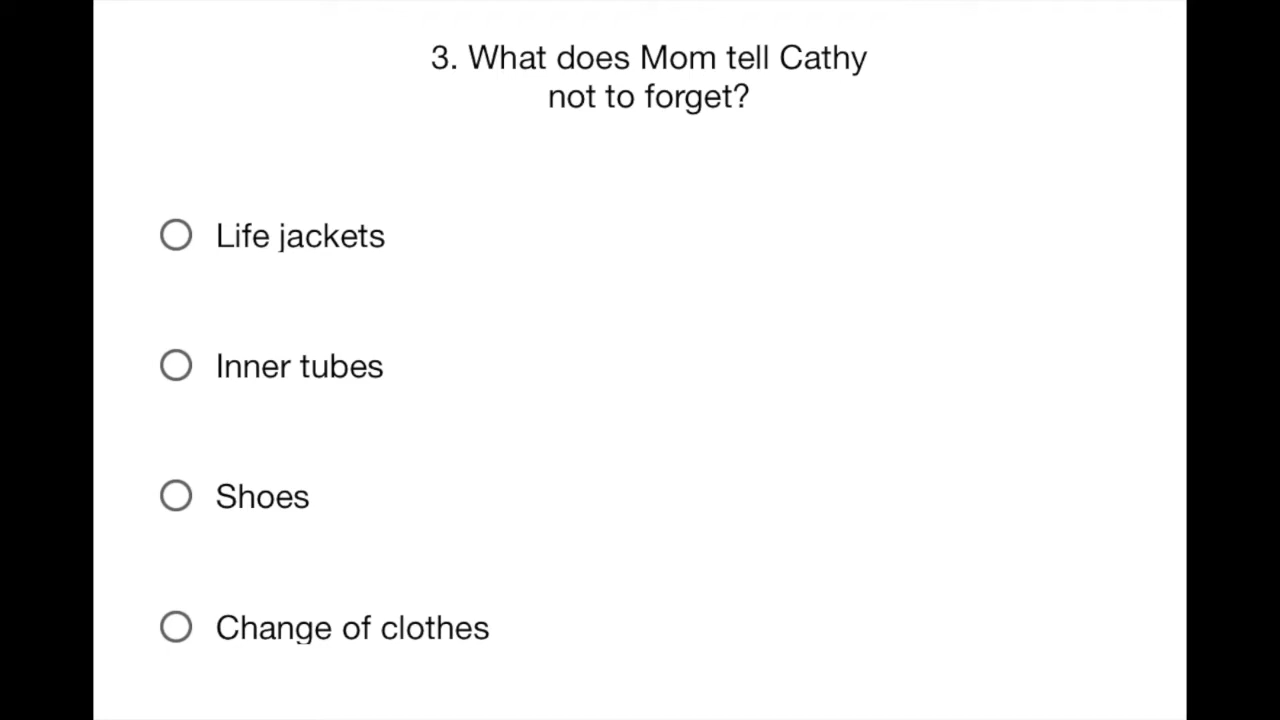 3. What does Mom tell Cathy
not to forget?
Life jackets
Inner tubes
Shoes
Change of clothes